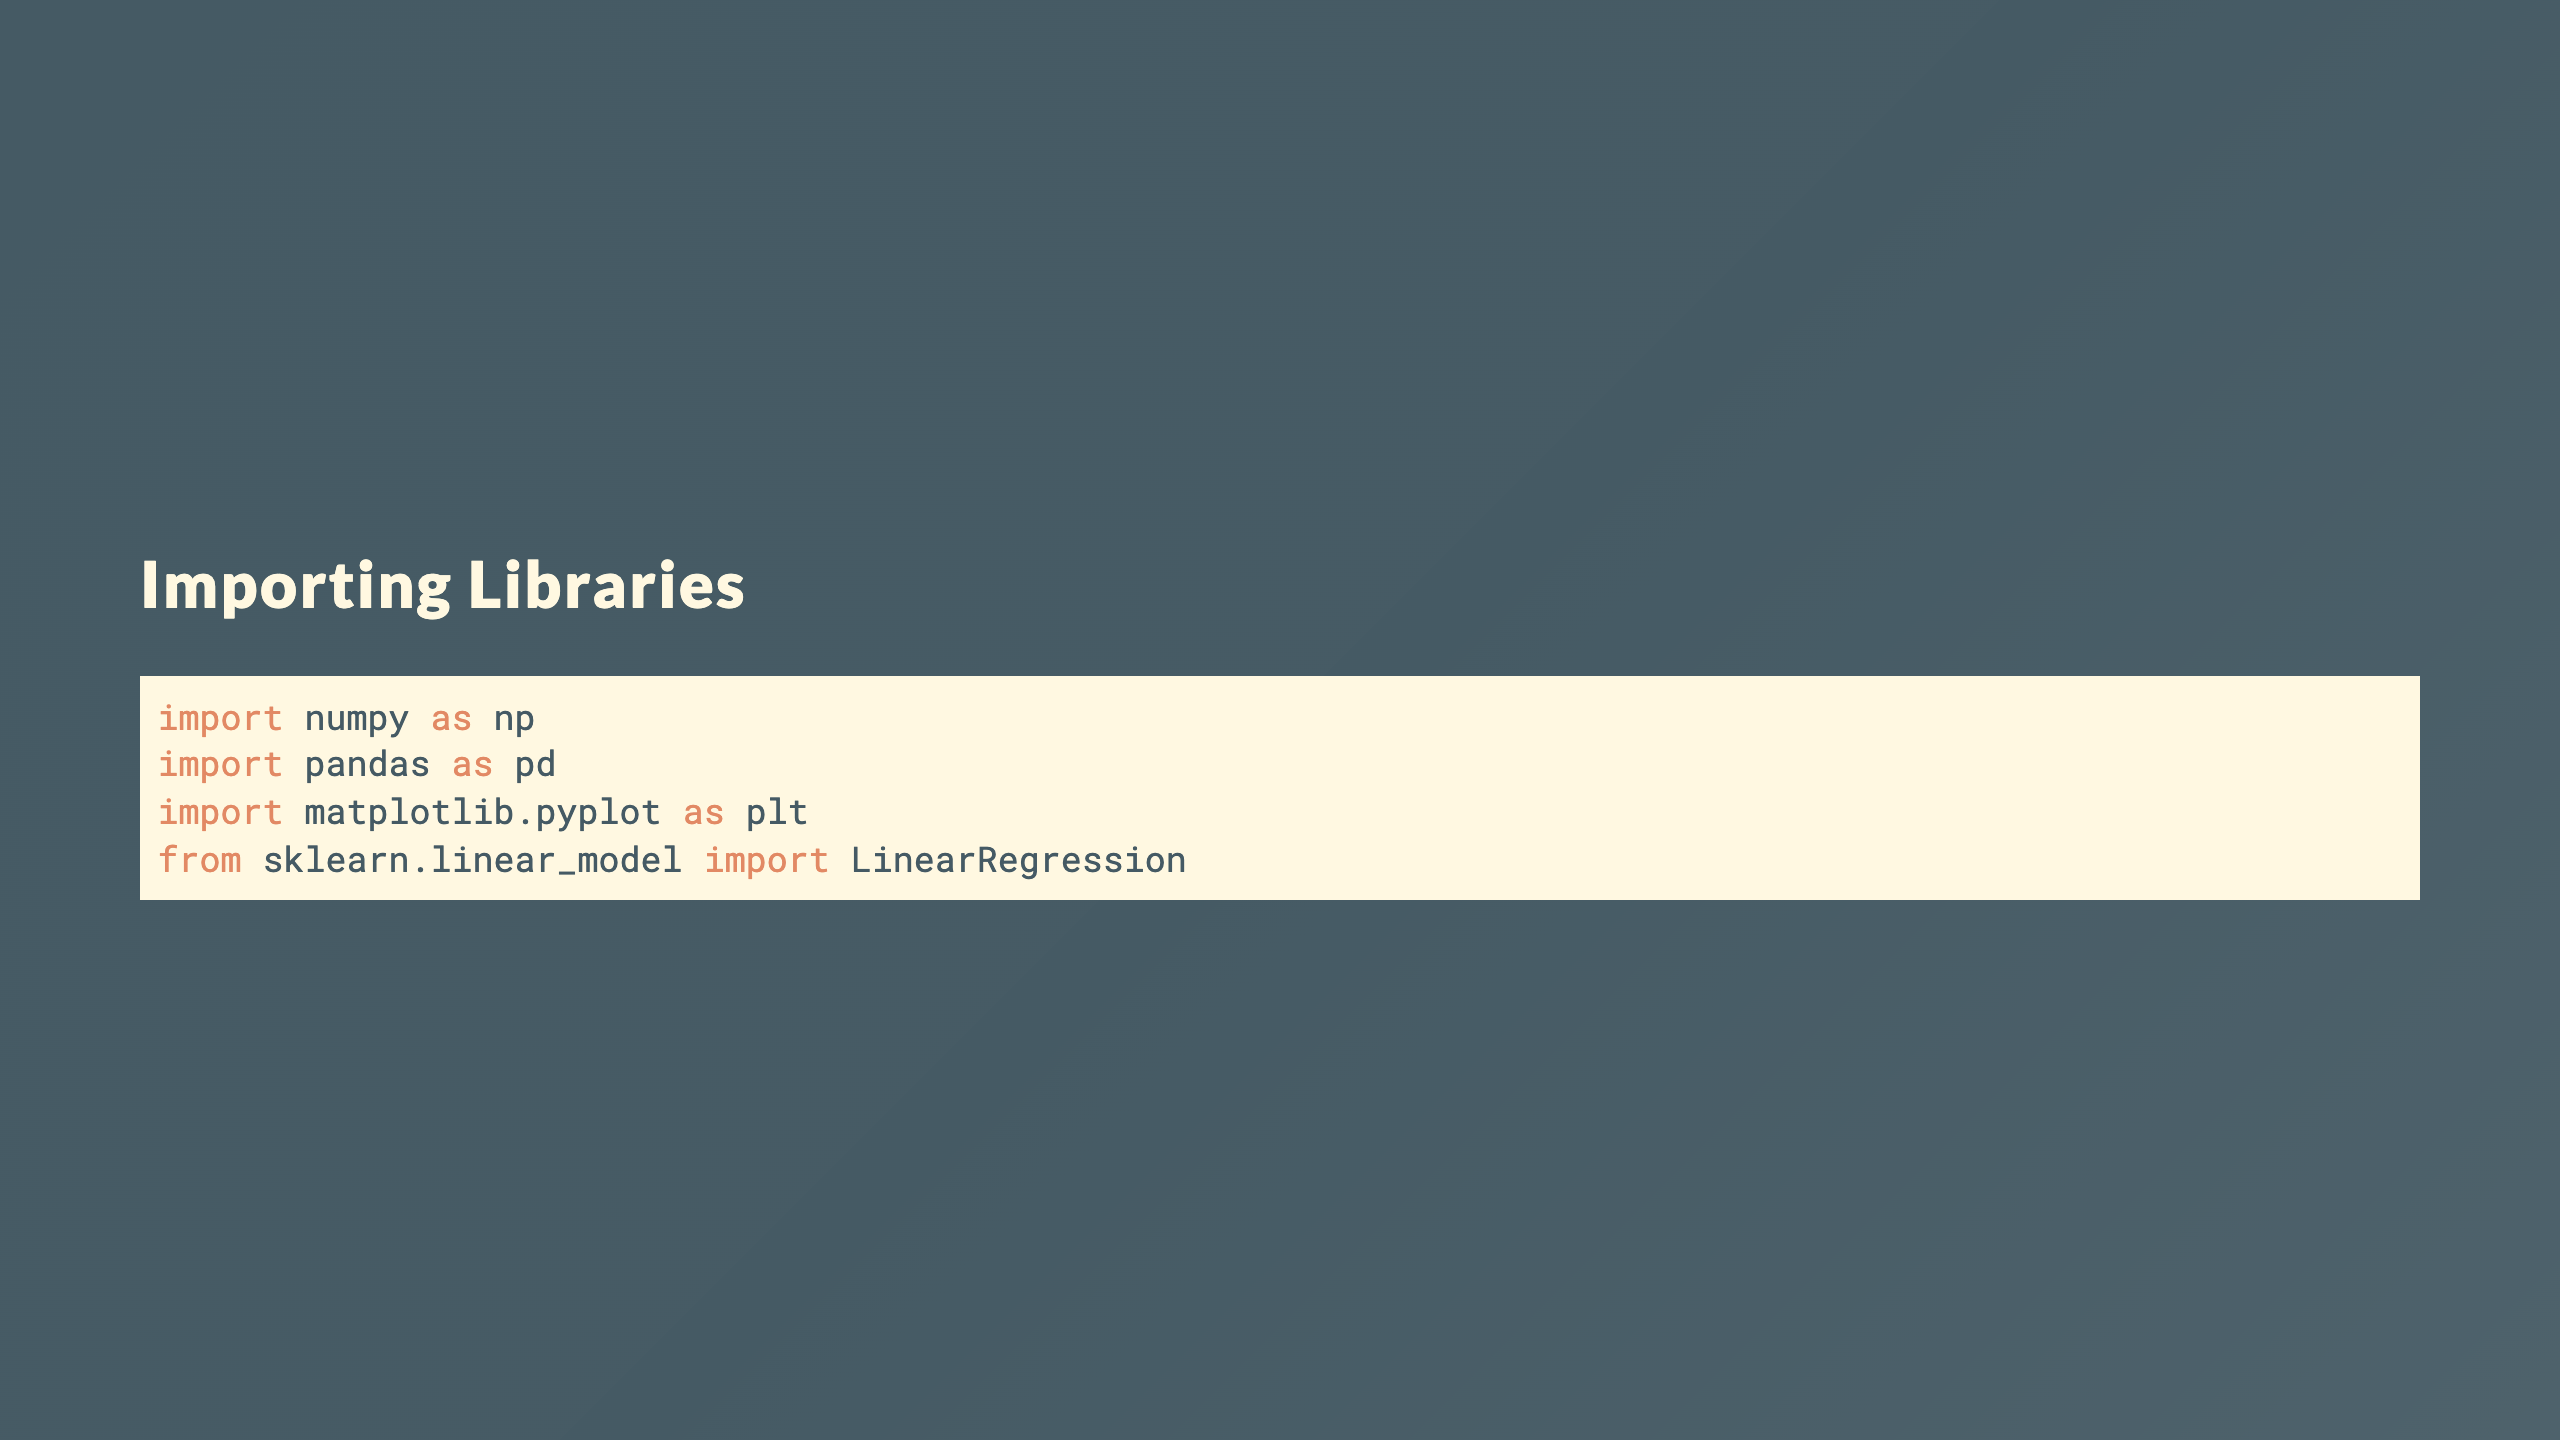 Importing Libraries
import numpy as np
import pandas as pd
import matplotlib.pyplot as plt
from sklearn.linear_model import LinearRegression